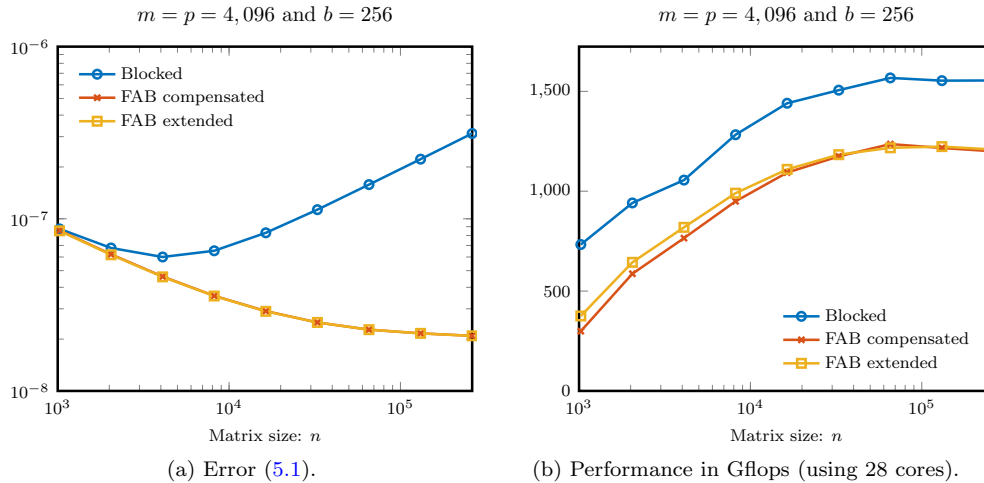 m = p = 4,096 and b = 256
10^−6
10^−7
10^−8
Blocked
FAB compensated
FAB extended
10^3
10^4
10^5
Matrix size: n
(a) Error (5.1).
m = p = 4,096 and b = 256
1,500
1,000
500
0
Blocked
FAB compensated
FAB extended
10^3
10^4
10^5
Matrix size: n
(b) Performance in Gflops (using 28 cores).